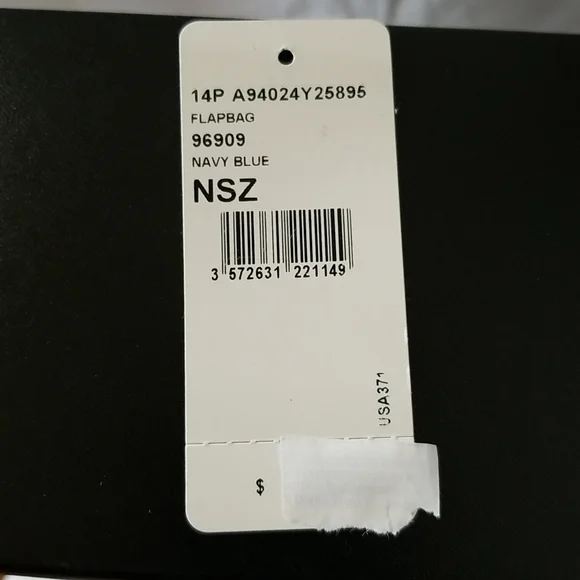 14P A94024Y25895
FLAPBAG
96909
NAVY BLUE
NSZ
3 572631 221149
USA371
$